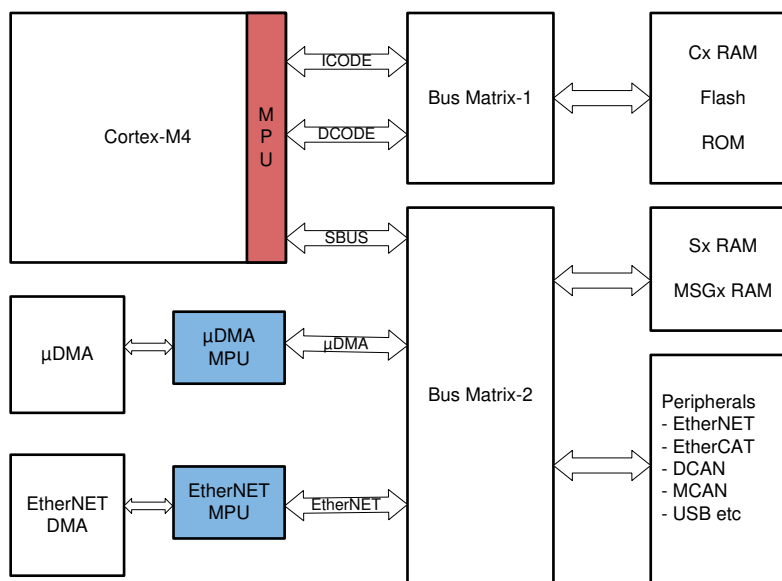 Cortex-M4
M
P
U
ICODE
DCODE
SBUS
Bus Matrix-1
Cx RAM
Flash
ROM
Sx RAM
MSGx RAM
µDMA
µDMA
MPU
µDMA
Bus Matrix-2
Peripherals
- EtherNET
- EtherCAT
- DCAN
- MCAN
- USB etc
EtherNET
DMA
EtherNET
MPU
EtherNET